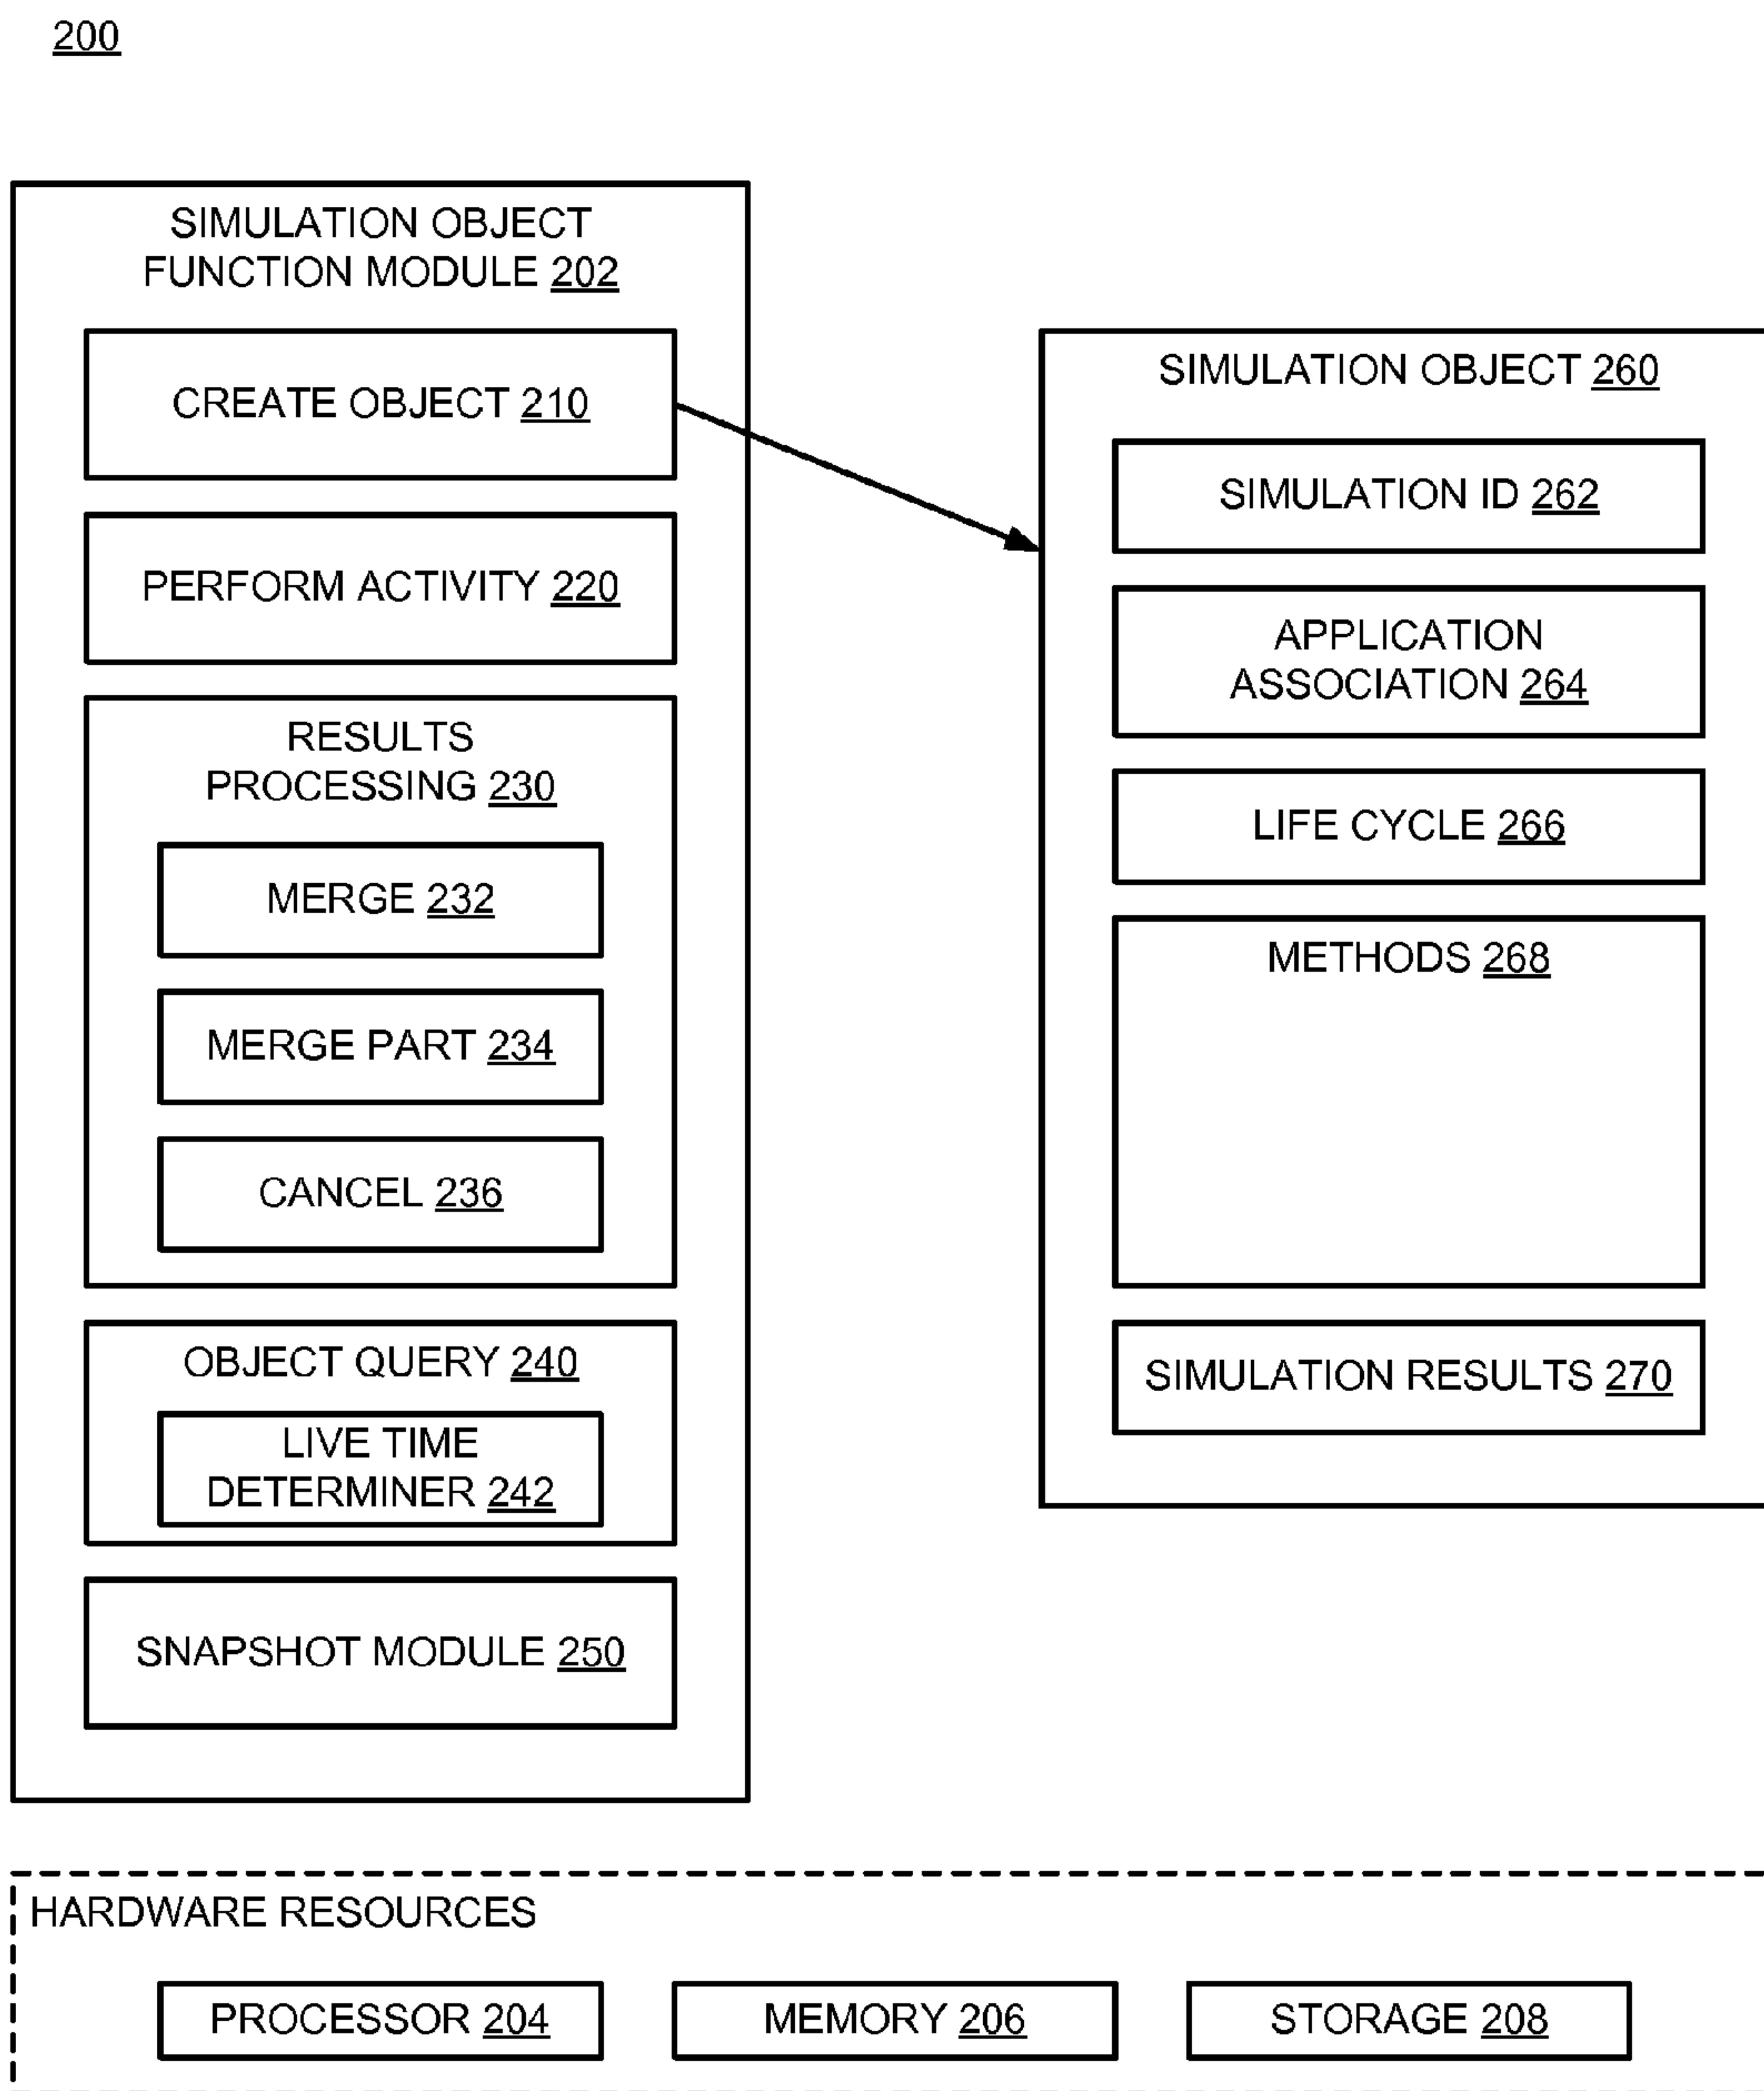 200
SIMULATION OBJECT
FUNCTION MODULE 202
CREATE OBJECT 210
PERFORM ACTIVITY 220
RESULTS
PROCESSING 230
MERGE 232
MERGE PART 234
CANCEL 236
OBJECT QUERY 240
LIVE TIME
DETERMINER 242
SNAPSHOT MODULE 250
SIMULATION OBJECT 260
SIMULATION ID 262
APPLICATION
ASSOCIATION 264
LIFE CYCLE 266
METHODS 268
SIMULATION RESULTS 270
HARDWARE RESOURCES
PROCESSOR 204
MEMORY 206
STORAGE 208